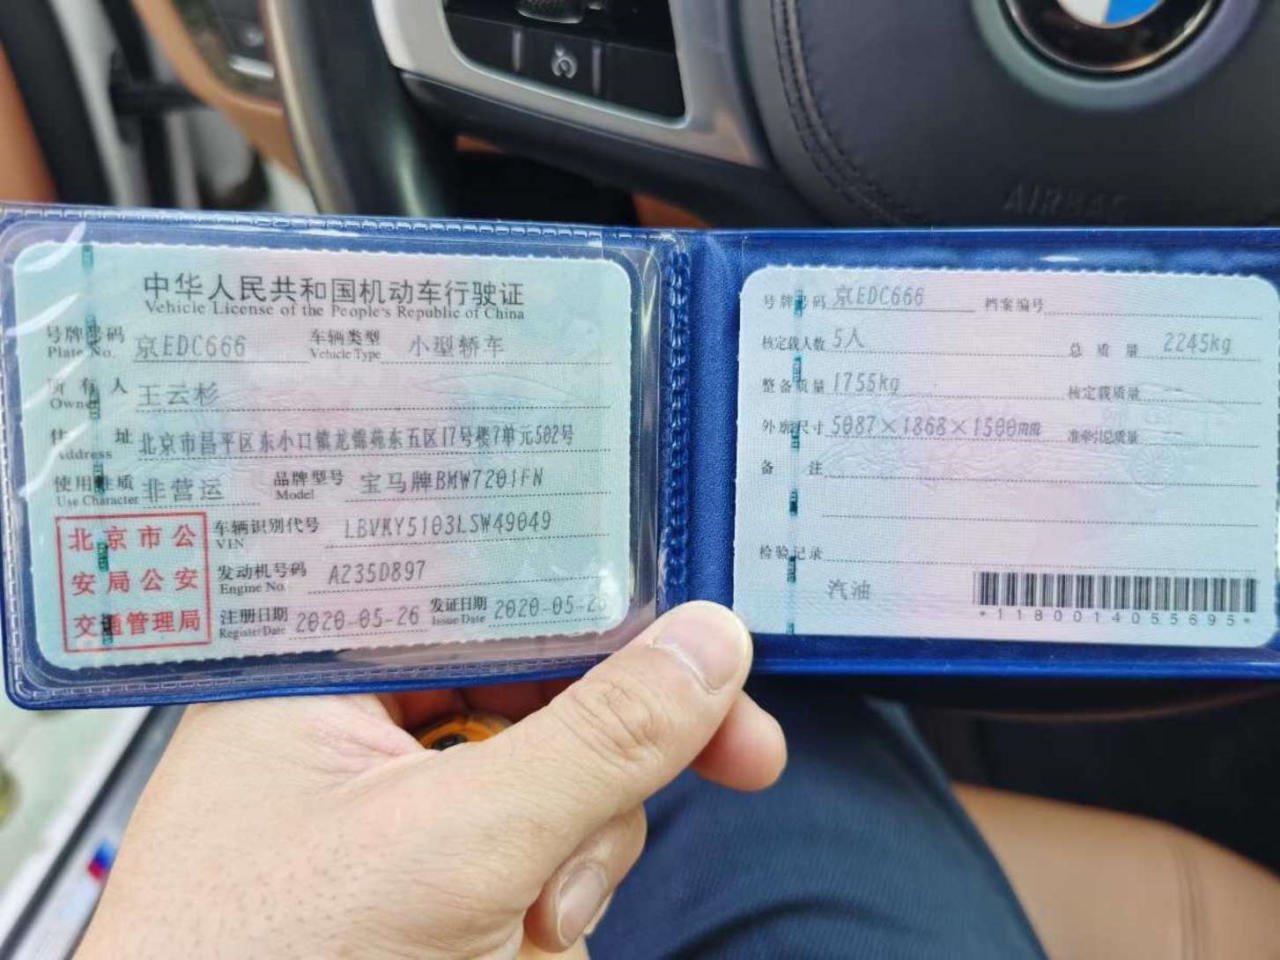 AIRBAG
中华人民共和国机动车行驶证
Vehicle License of the People's Republic of China
号牌号码 京EDC666 车辆类型 小型轿车
Plate No. Vehicle Type
所有人 王云杉
Owner
住址 北京市昌平区东小口镇龙锦苑东五区17号楼7单元502号
Address
使用性质 非营运 品牌型号 宝马牌BMW7201FN
Use Character Model
北京市公
安局公安
交通管理局
车辆识别代号 LBVKY5103LSW49049
VIN
发动机号码 A235D897
Engine No.
注册日期 2020-05-26 发证日期 2020-05-
Register Date Issue Date
号牌号码 京EDC666 档案编号
核定载人数 5人 总质量 2245kg
整备质量 1755kg 核定载质量 —
外廓尺寸 5087×1868×1500mm 准牵引总质量 —
备注
检验记录
汽油
*1180014055695*